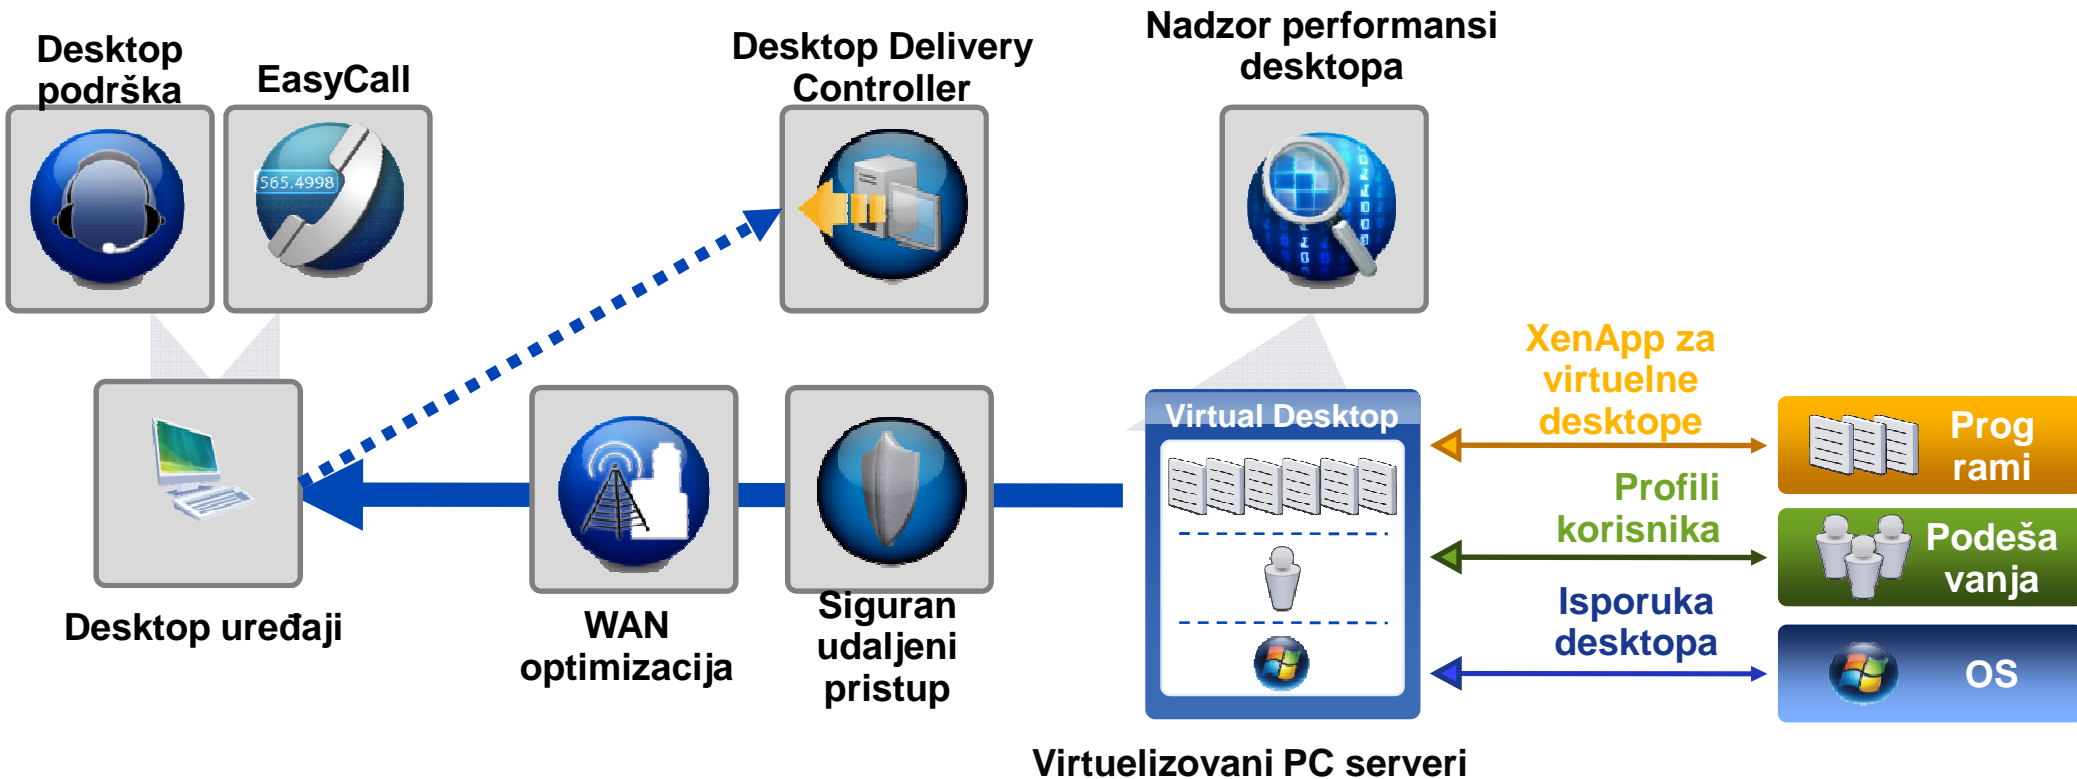 Desktop
podrška
EasyCall
565.4998
Desktop Delivery
Controller
Nadzor performansi
desktopa
Desktop uređaji
WAN
optimizacija
Siguran
udaljeni
pristup
Virtual Desktop
Virtuelizovani PC serveri
XenApp za
virtuelne
desktope
Profili
korisnika
Isporuka
desktopa
Prog
rami
Podeša
vanja
OS